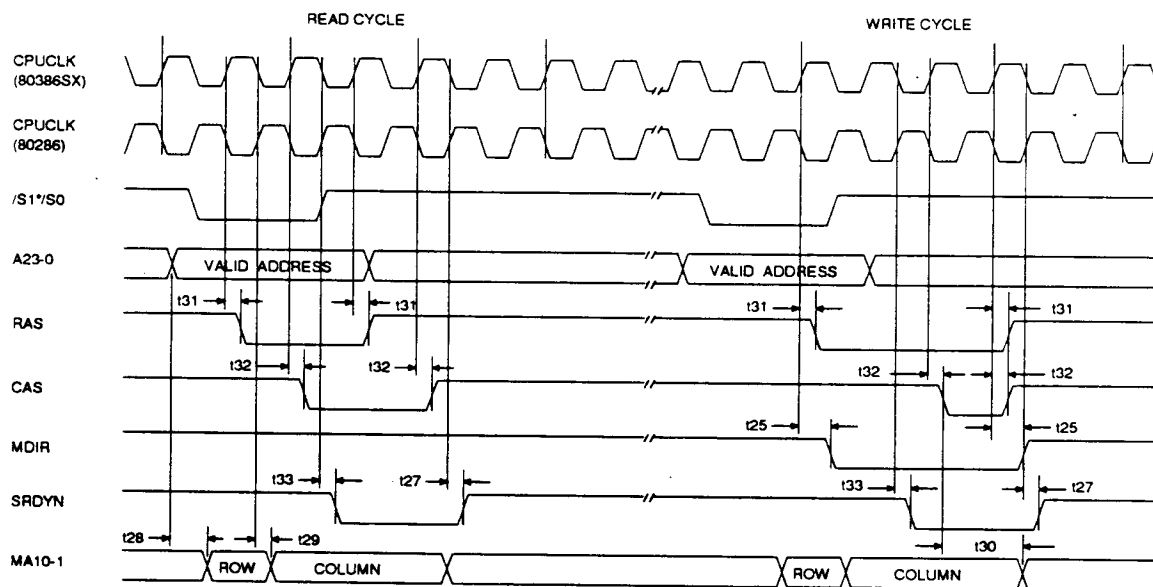 READ CYCLE
WRITE CYCLE
CPUCLK
(80386SX)
CPUCLK
(80286)
/S1*/S0
A23-0
VALID ADDRESS
VALID ADDRESS
t31
t31
t31
t31
RAS
t32
t32
t32
t32
CAS
t25
t25
MDIR
t33
t27
t33
t27
SRDYN
t28
t29
t30
MA10-1
ROW
COLUMN
ROW
COLUMN